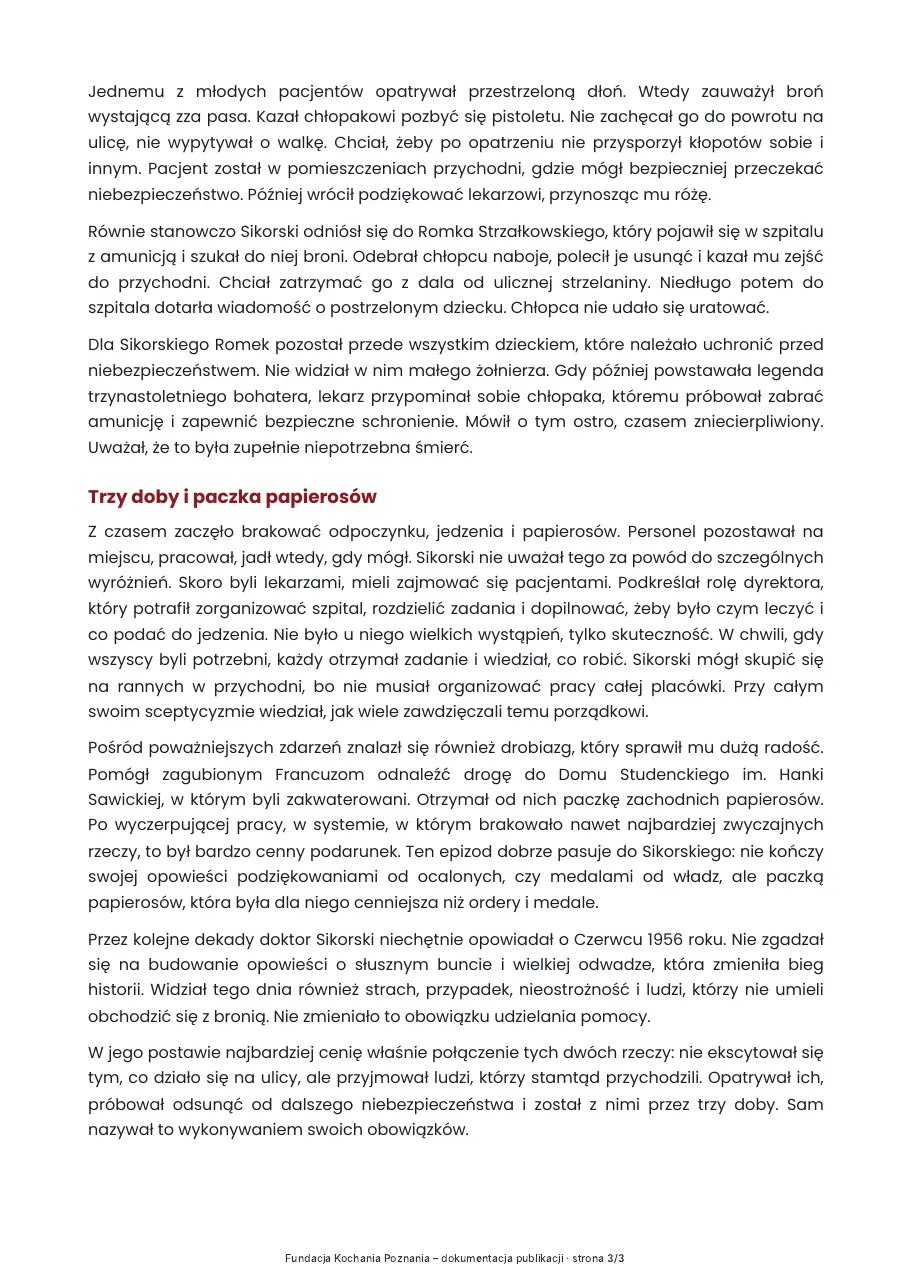 Jednemu z młodych pacjentów opatrywał przestrzeloną dłoń. Wtedy zauważył broń
wystającą zza pasa. Kazał chłopakowi pozbyć się pistoletu. Nie zachęcał go do powrotu na
ulicę, nie wypytywał o walkę. Chciał, żeby po opatrzeniu nie przysporzył kłopotów sobie i
innym. Pacjent został w pomieszczeniach przychodni, gdzie mógł bezpieczniej przeczekać
niebezpieczeństwo. Później wrócił podziękować lekarzowi, przynosząc mu różę.
Równie stanowczo Sikorski odniósł się do Romka Strzałkowskiego, który pojawił się w szpitalu
z amunicją i szukał do niej broni. Odebrał chłopcu naboje, polecił je usunąć i kazał mu zejść
do przychodni. Chciał zatrzymać go z dala od ulicznej strzelaniny. Niedługo potem do
szpitala dotarła wiadomość o postrzelonym dziecku. Chłopca nie udało się uratować.
Dla Sikorskiego Romek pozostał przede wszystkim dzieckiem, które należało uchronić przed
niebezpieczeństwem. Nie widział w nim małego żołnierza. Gdy później powstawała legenda
trzynastoletniego bohatera, lekarz przypominał sobie chłopaka, któremu próbował zabrać
amunicję i zapewnić bezpieczne schronienie. Mówił o tym ostro, czasem zniecierpliwiony.
Uważał, że to była zupełnie niepotrzebna śmierć.
Trzy doby i paczka papierosów
Z czasem zaczęło brakować odpoczynku, jedzenia i papierosów. Personel pozostawał na
miejscu, pracował, jadł wtedy, gdy mógł. Sikorski nie uważał tego za powód do szczególnych
wyróżnień. Skoro byli lekarzami, mieli zajmować się pacjentami. Podkreślał rolę dyrektora,
który potrafił zorganizować szpital, rozdzielić zadania i dopilnować, żeby było czym leczyć i
co podać do jedzenia. Nie było u niego wielkich wystąpień, tylko skuteczność. W chwili, gdy
wszyscy byli potrzebni, każdy otrzymał zadanie i wiedział, co robić. Sikorski mógł skupić się
na rannych w przychodni, bo nie musiał organizować pracy całej placówki. Przy całym
swoim sceptycyzmie wiedział, jak wiele zawdzięczali temu porządkowi.
Pośród poważniejszych zdarzeń znalazł się również drobiazg, który sprawił mu dużą radość.
Pomógł zagubionym Francuzom odnaleźć drogę do Domu Studenckiego im. Hanki
Sawickiej, w którym byli zakwaterowani. Otrzymał od nich paczkę zachodnich papierosów.
Po wyczerpującej pracy, w systemie, w którym brakowało nawet najbardziej zwyczajnych
rzeczy, to był bardzo cenny podarunek. Ten epizod dobrze pasuje do Sikorskiego: nie kończy
swojej opowieści podziękowaniami od ocalonych, czy medalami od władz, ale paczką
papierosów, która była dla niego cenniejsza niż ordery i medale.
Przez kolejne dekady doktor Sikorski niechętnie opowiadał o Czerwcu 1956 roku. Nie zgadzał
się na budowanie opowieści o słusznym buncie i wielkiej odwadze, która zmieniła bieg
historii. Widział tego dnia również strach, przypadek, nieostrożność i ludzi, którzy nie umieli
obchodzić się z bronią. Nie zmieniało to obowiązku udzielania pomocy.
W jego postawie najbardziej cenię właśnie połączenie tych dwóch rzeczy: nie ekscytował się
tym, co działo się na ulicy, ale przyjmował ludzi, którzy stamtąd przychodzili. Opatrywał ich,
próbował odsunąć od dalszego niebezpieczeństwa i został z nimi przez trzy doby. Sam
nazywał to wykonywaniem swoich obowiązków.
Fundacja Kochania Poznania – dokumentacja publikacji · strona 3/3